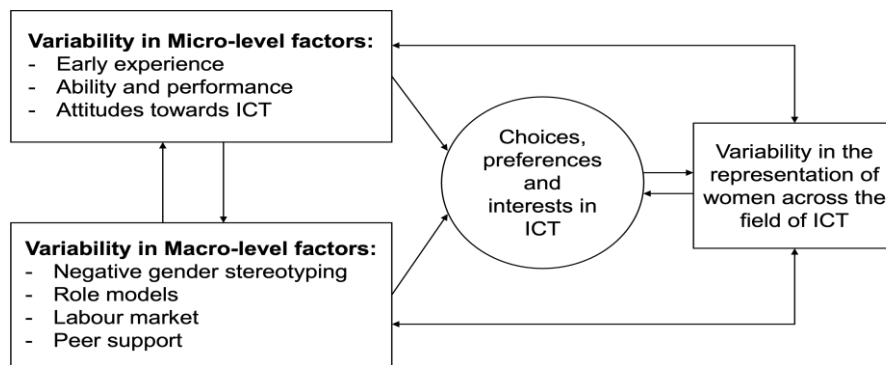 Variability in Micro-level factors:
- Early experience
- Ability and performance
- Attitudes towards ICT
Variability in Macro-level factors:
- Negative gender stereotyping
- Role models
- Labour market
- Peer support
Choices,
preferences
and
interests in
ICT
Variability in the
representation of
women across the
field of ICT